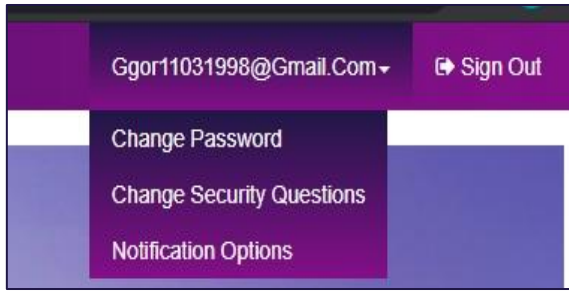 Ggor11031998@Gmail.Com Sign Out
Change Password
Change Security Questions
Notification Options